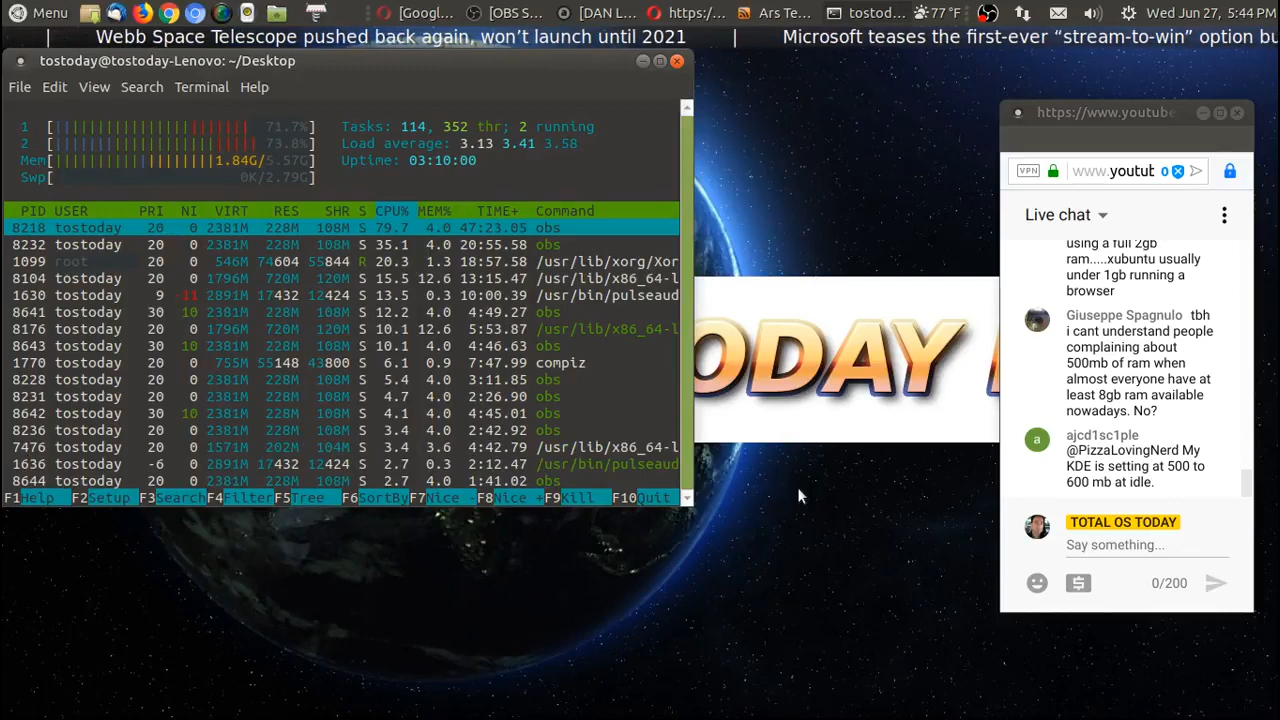 Menu [Googl... [OBS S... [DAN L... https:/... Ars Te... tostod... 77 °F Wed Jun 27, 5:44 PM
| Webb Space Telescope pushed back again, won't launch until 2021 | Microsoft teases the first-ever “stream-to-win” option bu
tostoday@tostoday-Lenovo: ~/Desktop
File Edit View Search Terminal Help
1 [|||||||||||||||||||||||| 71.7%] Tasks: 114, 352 thr; 2 running
2 [||||||||||||||||||||||||| 73.8%] Load average: 3.13 3.41 3.58
Mem[||||||||||||||||||||1.84G/5.57G] Uptime: 03:10:00
Swp[ 0K/2.79G]
PID USER PRI NI VIRT RES SHR S CPU% MEM% TIME+ Command
8218 tostoday 20 0 2381M 228M 108M S 79.7 4.0 47:23.05 obs
8232 tostoday 20 0 2381M 228M 108M S 35.1 4.0 20:55.58 obs
1099 root 20 0 546M 74604 55844 R 20.3 1.3 18:57.58 /usr/lib/xorg/Xor
8104 tostoday 20 0 1796M 720M 120M S 15.5 12.6 13:15.47 /usr/lib/x86_64-l
1630 tostoday 9 -11 2891M 17432 12424 S 13.5 0.3 10:00.39 /usr/bin/pulseaud
8641 tostoday 30 10 2381M 228M 108M S 12.2 4.0 4:49.27 obs
8176 tostoday 20 0 1796M 720M 120M S 10.1 12.6 5:53.87 /usr/lib/x86_64-l
8643 tostoday 30 10 2381M 228M 108M S 10.1 4.0 4:46.63 obs
1770 tostoday 20 0 755M 55148 43800 S 6.1 0.9 7:47.99 compiz
8228 tostoday 20 0 2381M 228M 108M S 5.4 4.0 3:11.85 obs
8231 tostoday 20 0 2381M 228M 108M S 4.7 4.0 2:26.90 obs
8642 tostoday 30 10 2381M 228M 108M S 4.1 4.0 4:45.01 obs
8236 tostoday 20 0 2381M 228M 108M S 3.4 4.0 2:42.92 obs
7476 tostoday 20 0 1571M 202M 104M S 3.4 3.6 4:42.79 /usr/lib/x86_64-l
1636 tostoday -6 0 2891M 17432 12424 S 2.7 0.3 2:12.47 /usr/bin/pulseaud
8644 tostoday 30 10 2381M 228M 108M S 2.7 4.0 1:41.02 obs
F1Help F2Setup F3SearchF4FilterF5Tree F6SortByF7Nice -F8Nice +F9Kill F10Quit
ODAY
https://www.youtube
VPN www.youtub 0
Live chat
using a full 2gb
ram.....xubuntu usually
under 1gb running a
browser
Giuseppe Spagnulo tbh
i cant understand people
complaining about
500mb of ram when
almost everyone have at
least 8gb ram available
nowadays. No?
a
ajcd1sc1ple
@PizzaLovingNerd My
KDE is setting at 500 to
600 mb at idle.
TOTAL OS TODAY
Say something...
0/200